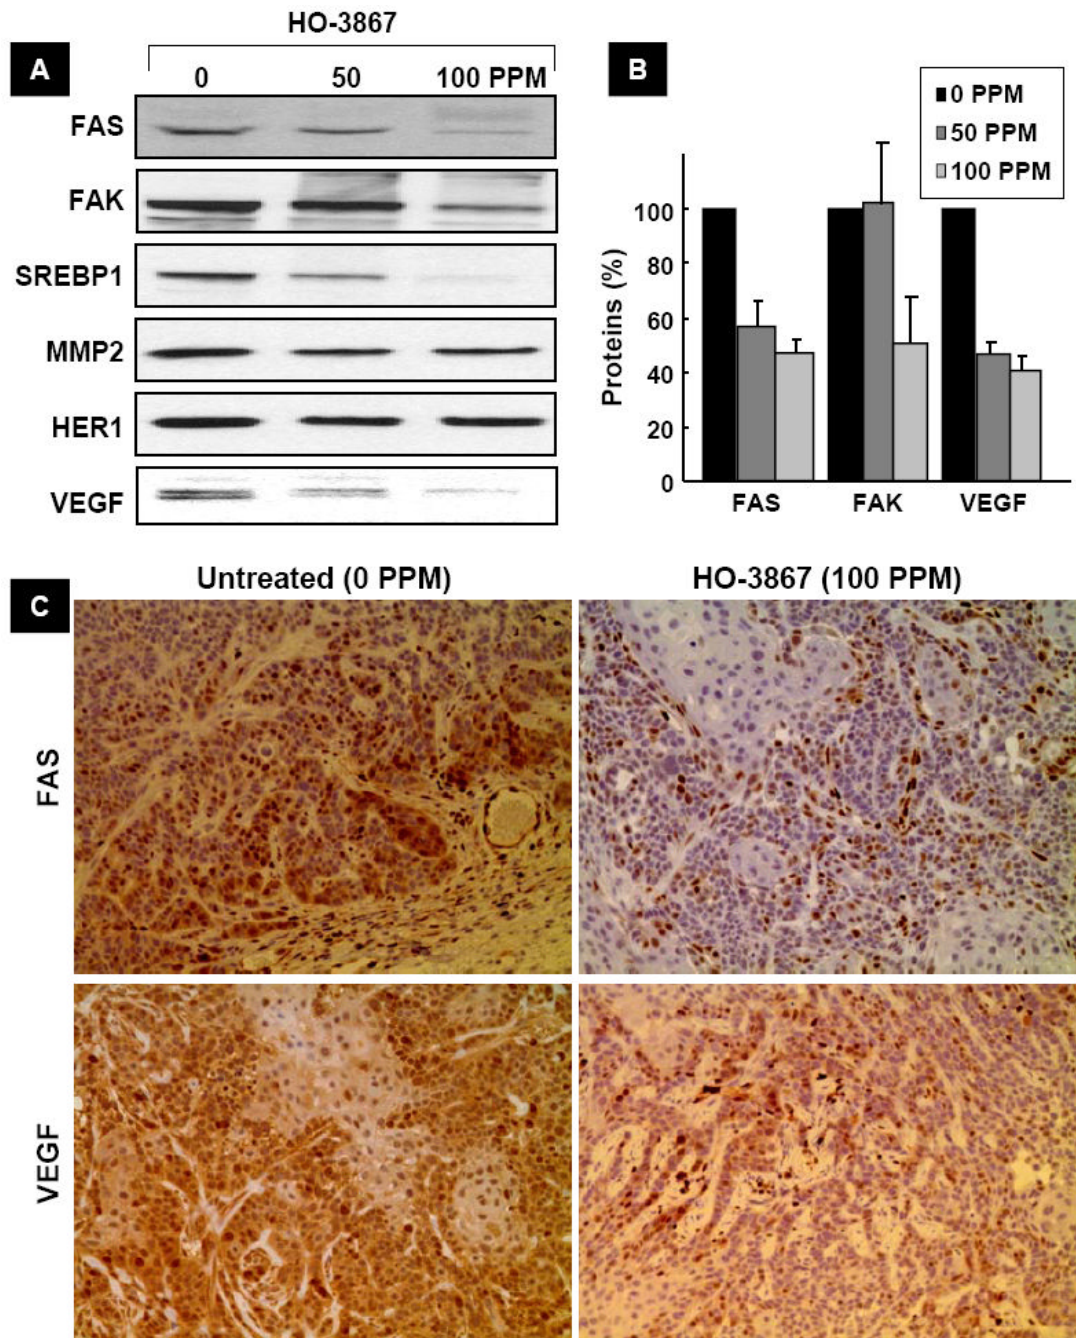 HO-3867
A
0 50 100 PPM
FAS
FAK
SREBP1
MMP2
HER1
VEGF
B
0 PPM
50 PPM
100 PPM
Proteins (%)
100
80
60
40
20
0
FAS FAK VEGF
C
Untreated (0 PPM) HO-3867 (100 PPM)
FAS
VEGF